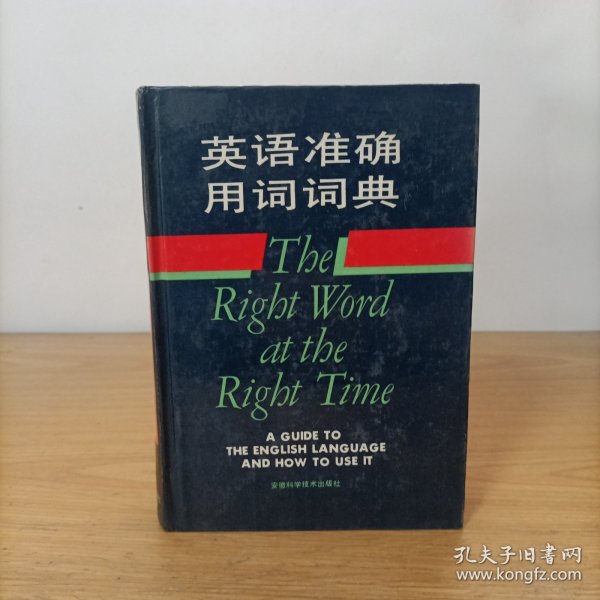 英语准确
用词词典
The
Right Word
at the
Right Time
A GUIDE TO
THE ENGLISH LANGUAGE
AND HOW TO USE IT
安徽科学技术出版社
孔夫子旧书网
www.kongfz.com